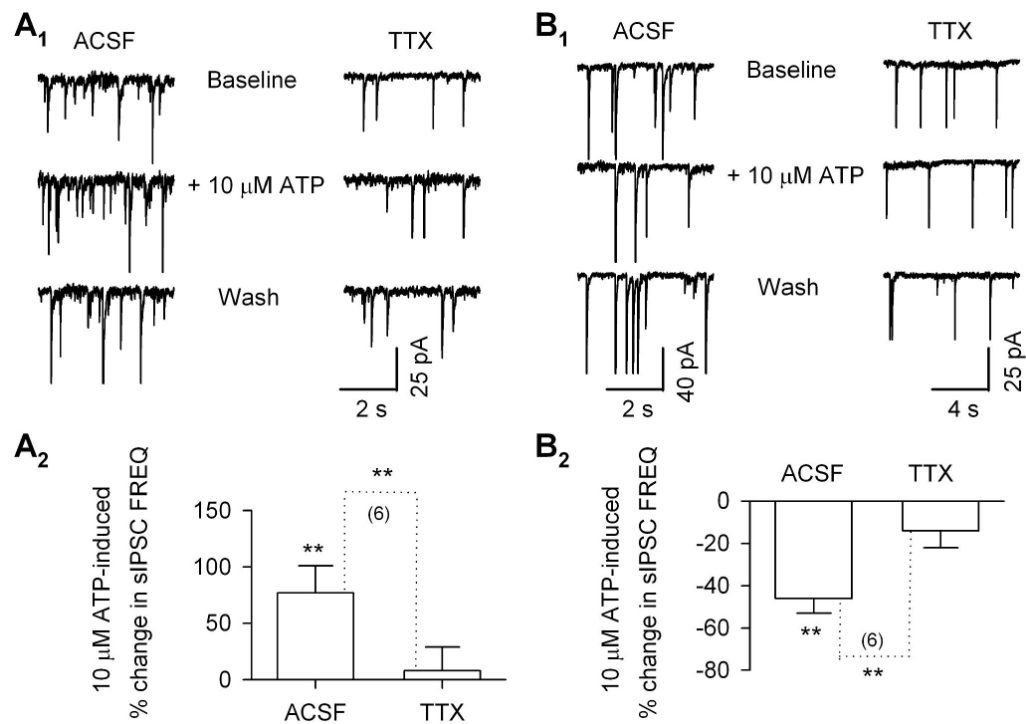 A1
ACSF
TTX
Baseline
+ 10 μM ATP
Wash
25 pA
2 s
B1
ACSF
TTX
Baseline
+ 10 μM ATP
Wash
40 pA
2 s
25 pA
4 s
A2
10 μM ATP-induced
% change in sIPSC FREQ
150
100
50
0
**
**
(6)
ACSF
TTX
B2
10 μM ATP-induced
% change in sIPSC FREQ
ACSF
TTX
0
-20
-40
-60
-80
**
(6)
**